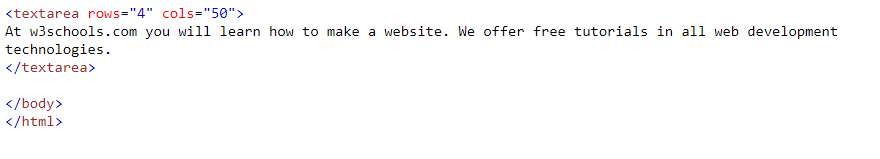 <textarea rows="4" cols="50">
At w3schools.com you will learn how to make a website. We offer free tutorials in all web development
technologies.
</textarea>
</body>
</html>